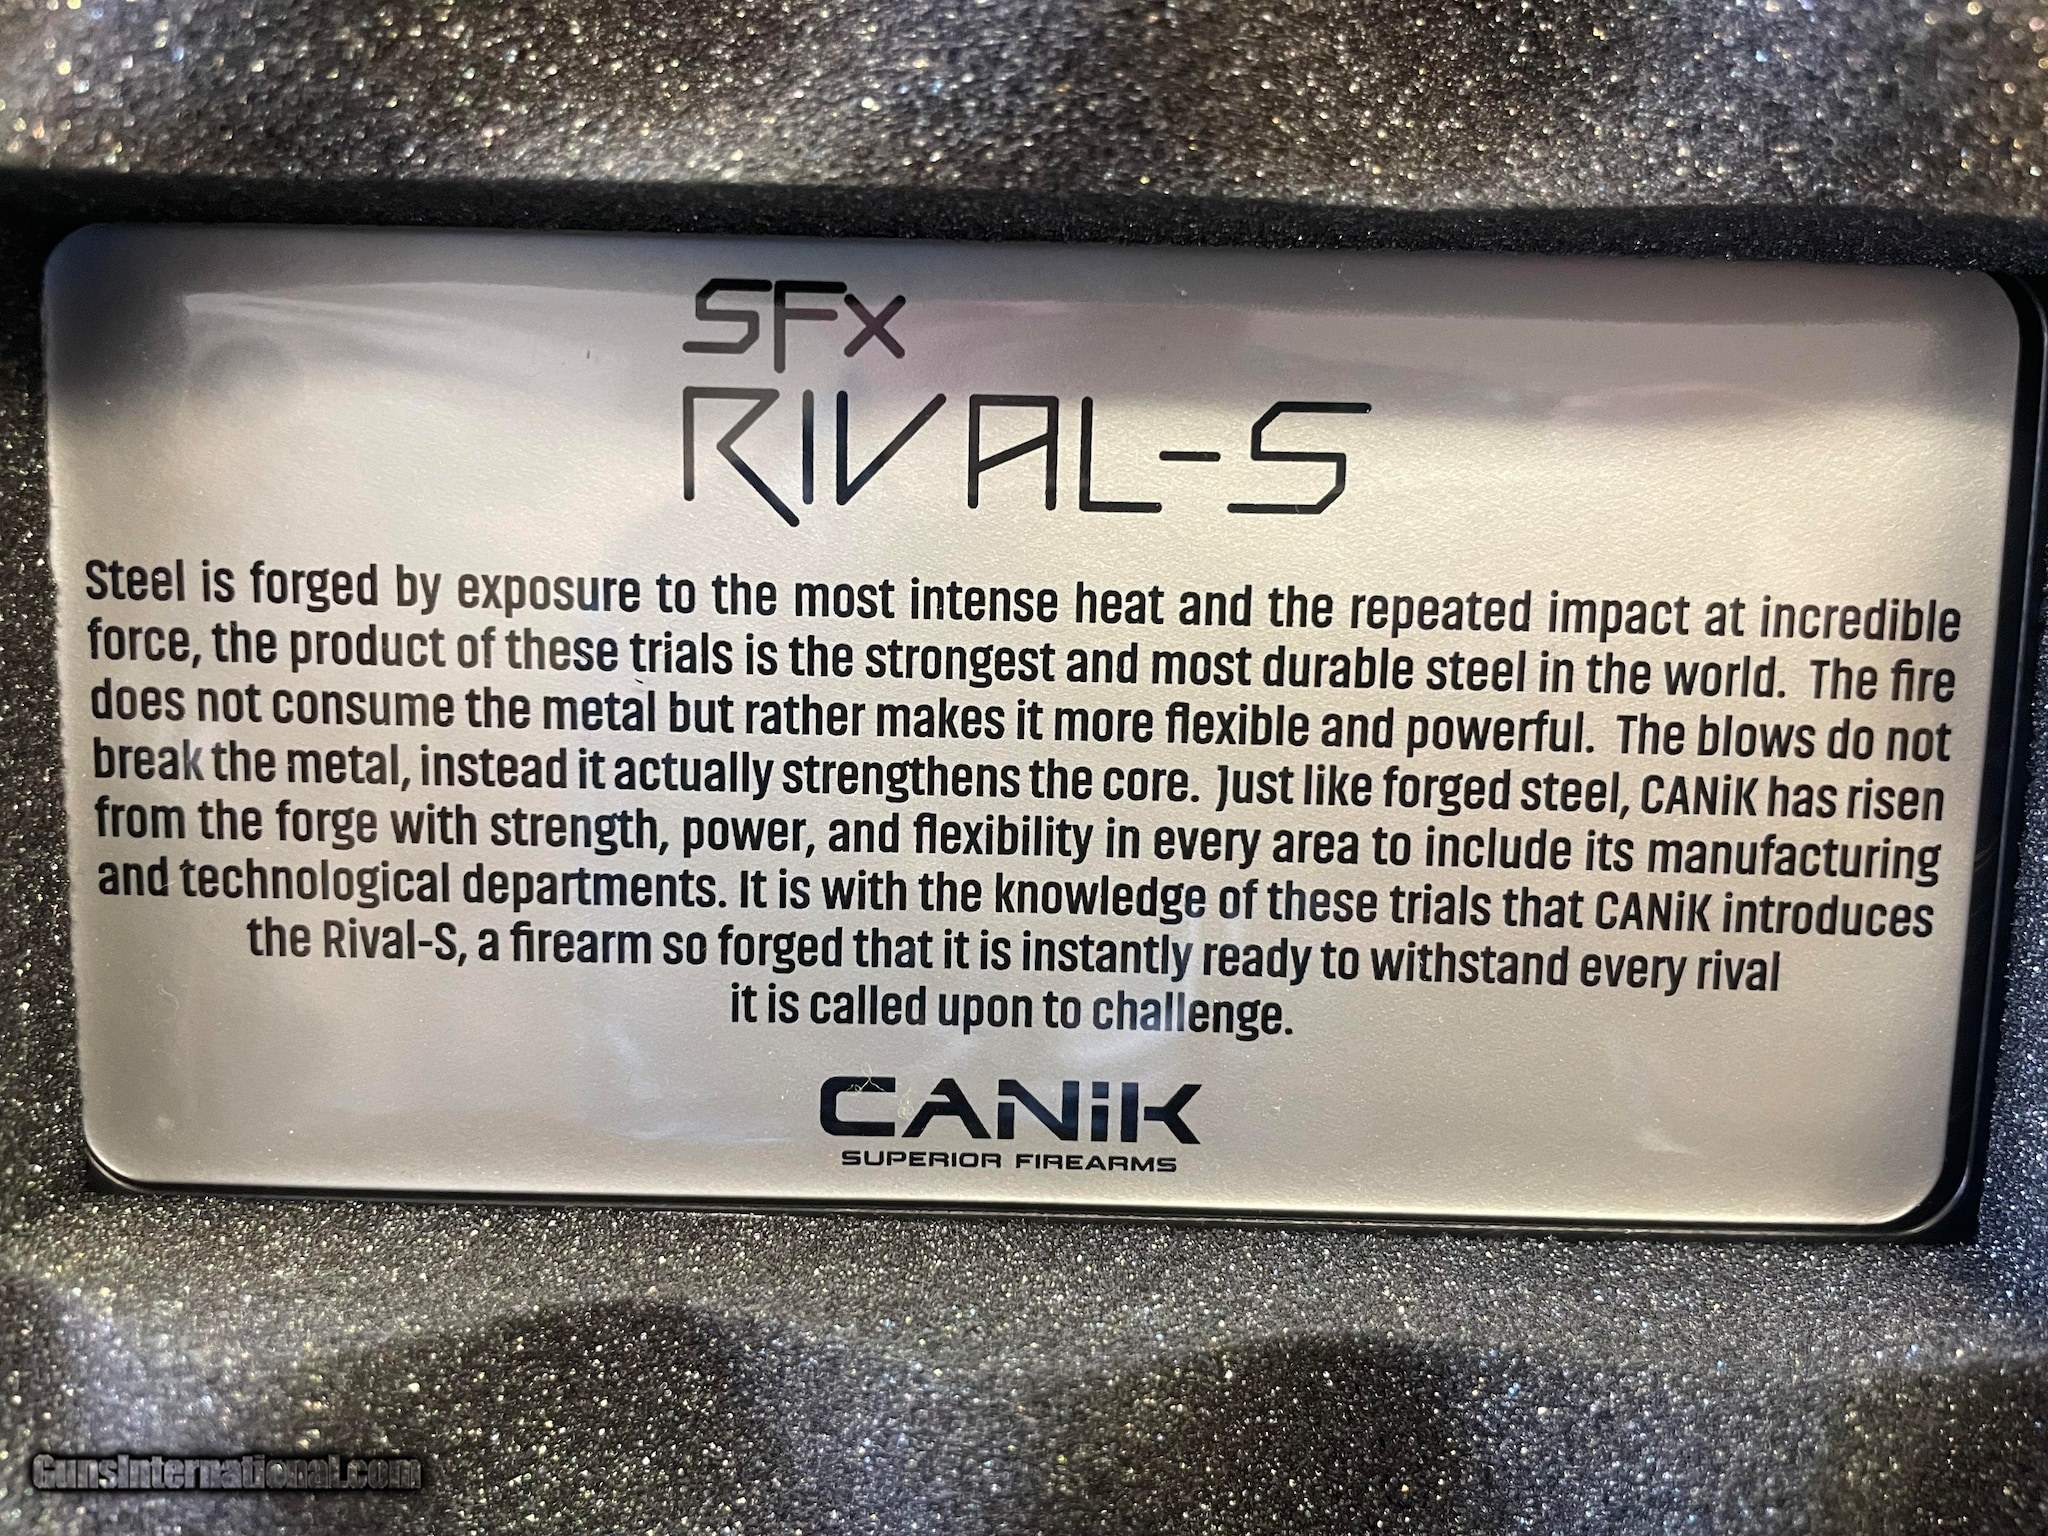 SFx
RIVAL-S
Steel is forged by exposure to the most intense heat and the repeated impact at incredible
force, the product of these trials is the strongest and most durable steel in the world. The fire
does not consume the metal but rather makes it more flexible and powerful. The blows do not
break the metal, instead it actually strengthens the core. Just like forged steel, CANiK has risen
from the forge with strength, power, and flexibility in every area to include its manufacturing
and technological departments. It is with the knowledge of these trials that CANiK introduces
the Rival-S, a firearm so forged that it is instantly ready to withstand every rival
it is called upon to challenge.
CANiK
SUPERIOR FIREARMS
GunsInternational.com